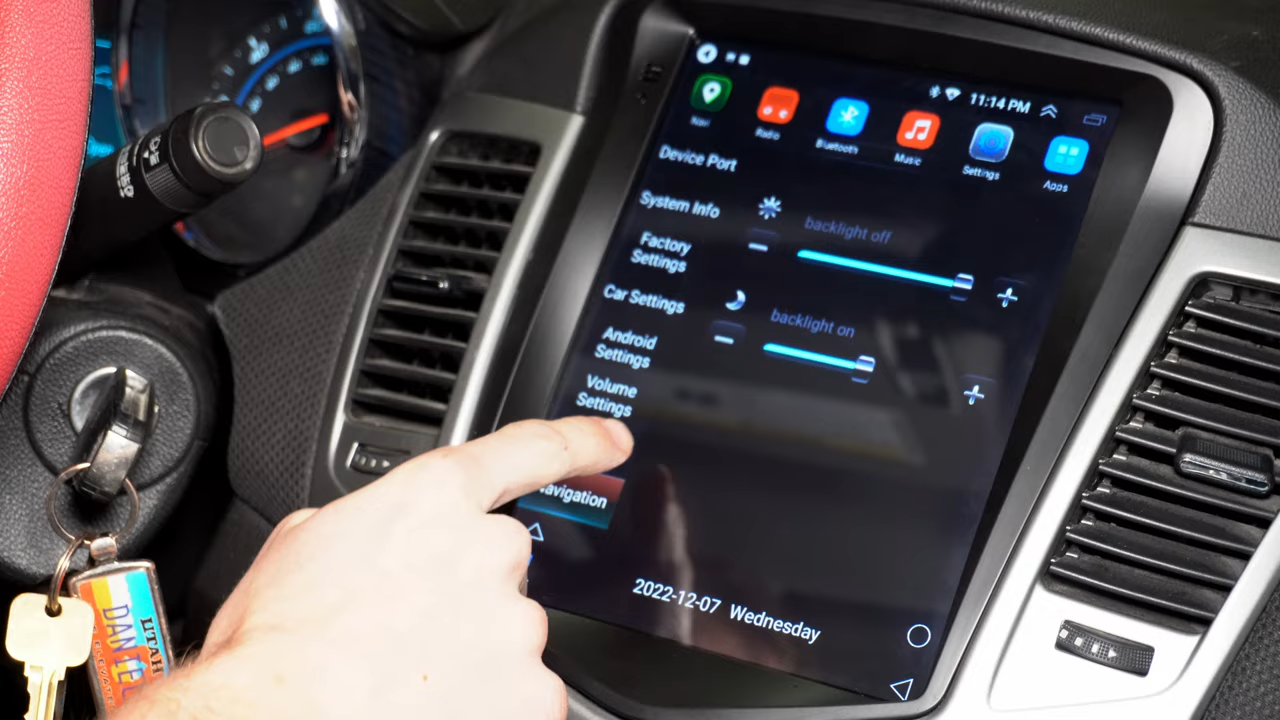 11:14 PM
Navi
Radio
Bluetooth
Music
Settings
Apps
Device Port
System Info
backlight off
Factory
Settings
Car Settings
backlight on
Android
Settings
Volume
Settings
Navigation
2022-12-07 Wednesday
UTAH